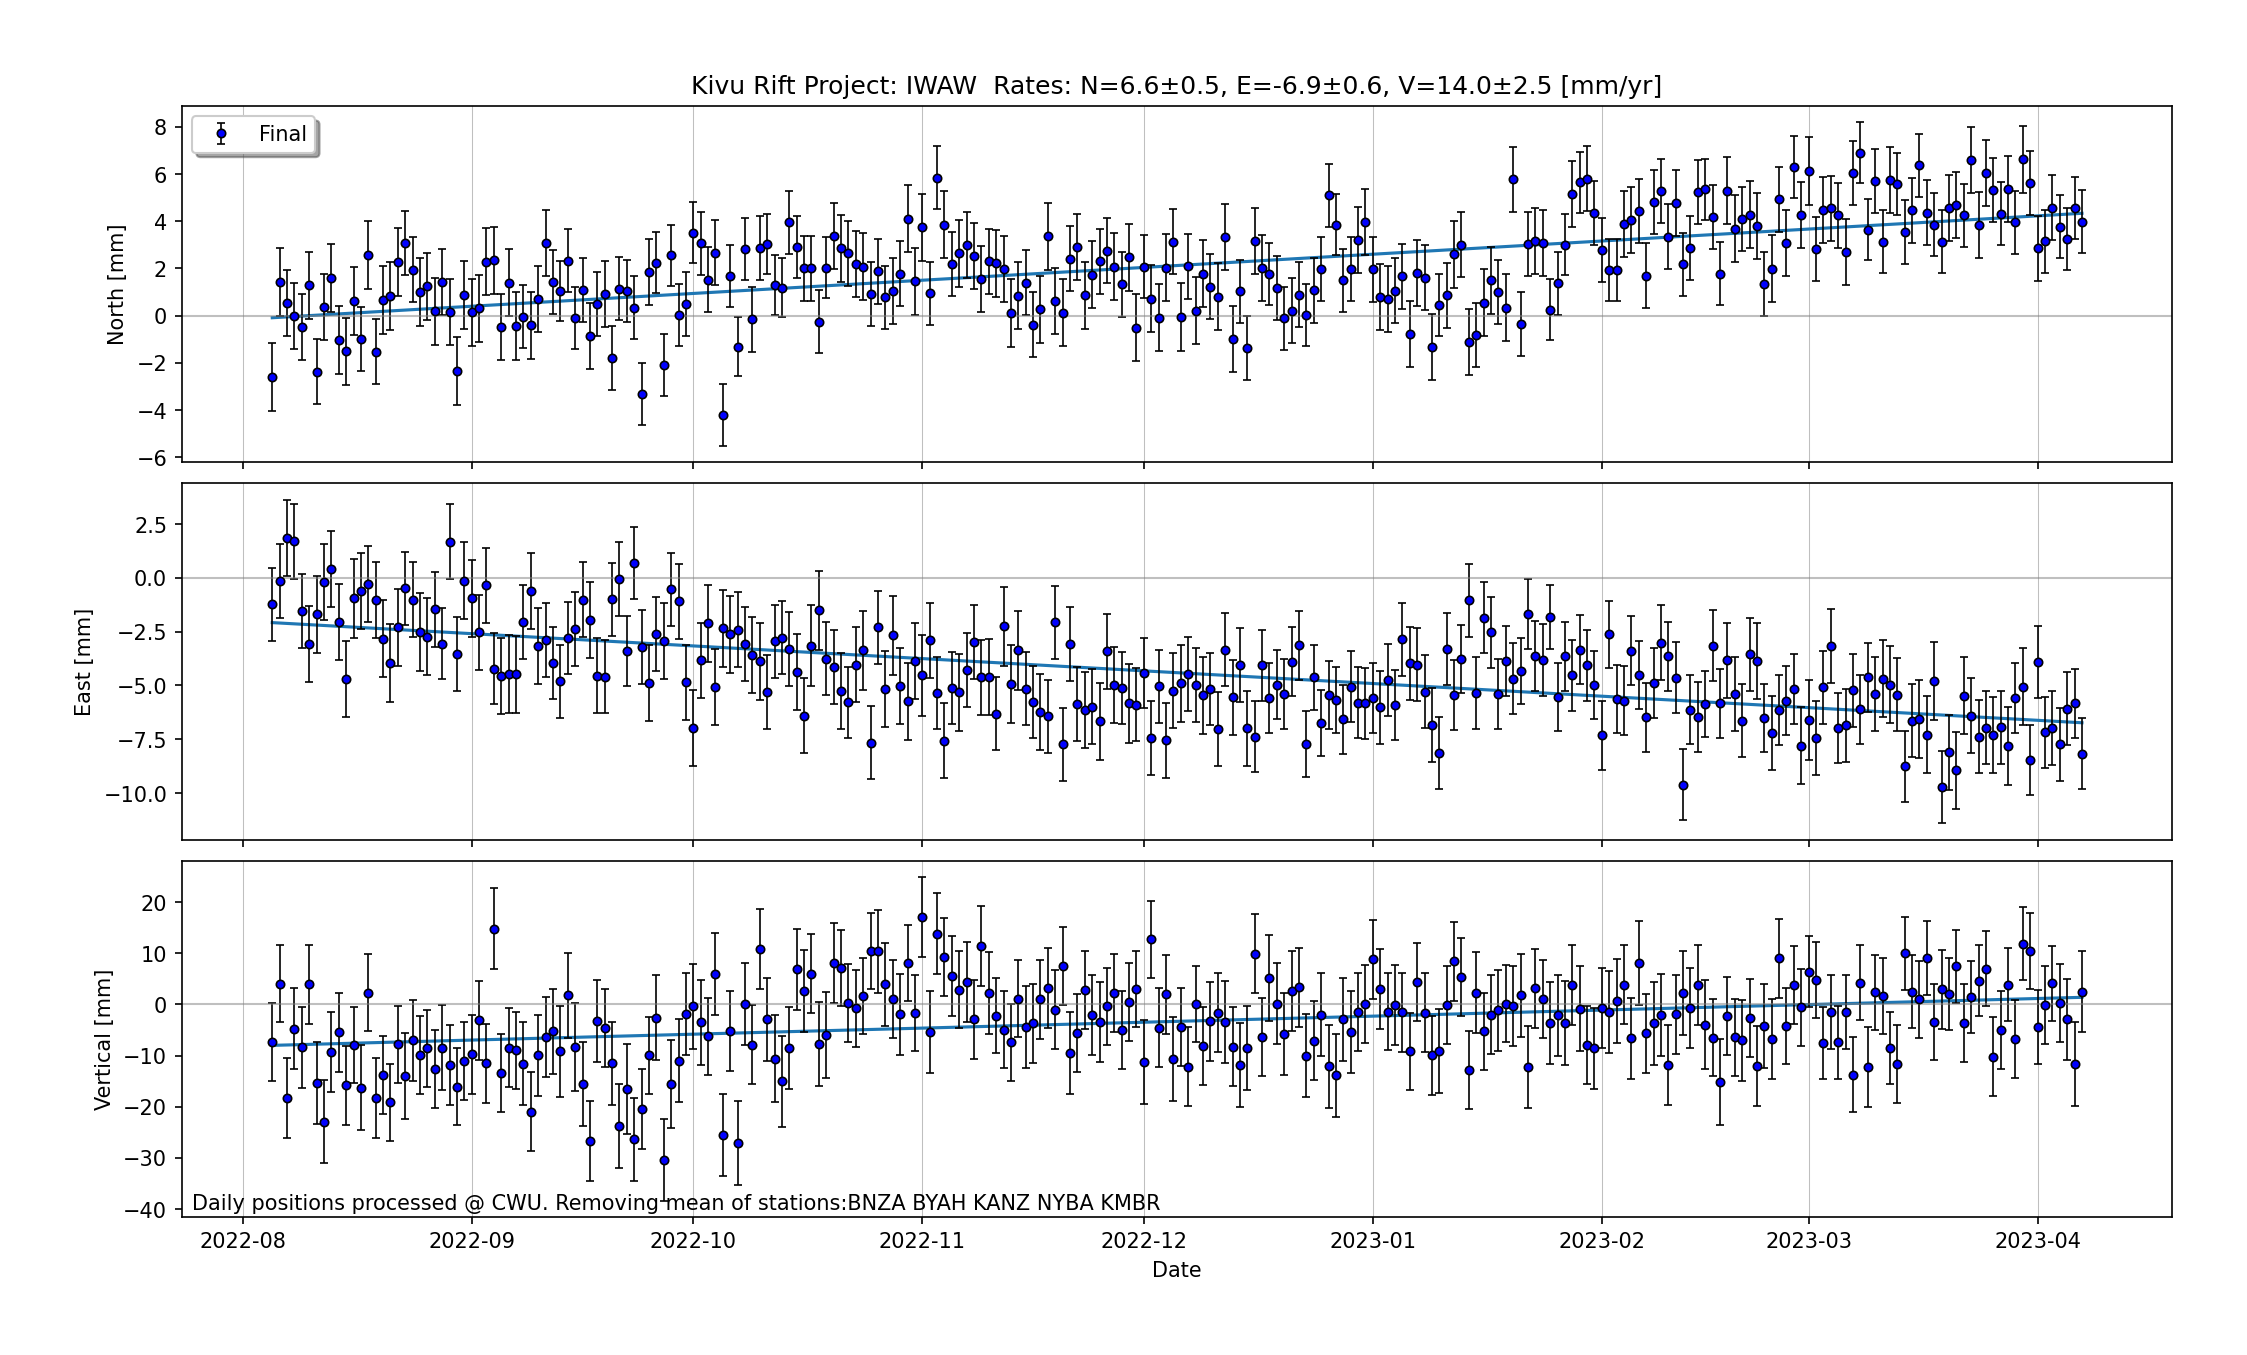 Kivu Rift Project: IWAW  Rates: N=6.6±0.5, E=-6.9±0.6, V=14.0±2.5 [mm/yr]
Final
8
6
4
2
0
−2
−4
−6
North [mm]
2.5
0.0
−2.5
−5.0
−7.5
−10.0
East [mm]
20
10
0
−10
−20
−30
−40
Vertical [mm]
Daily positions processed @ CWU. Removing mean of stations:BNZA BYAH KANZ NYBA KMBR
2022-08 2022-09 2022-10 2022-11 2022-12 2023-01 2023-02 2023-03 2023-04
Date